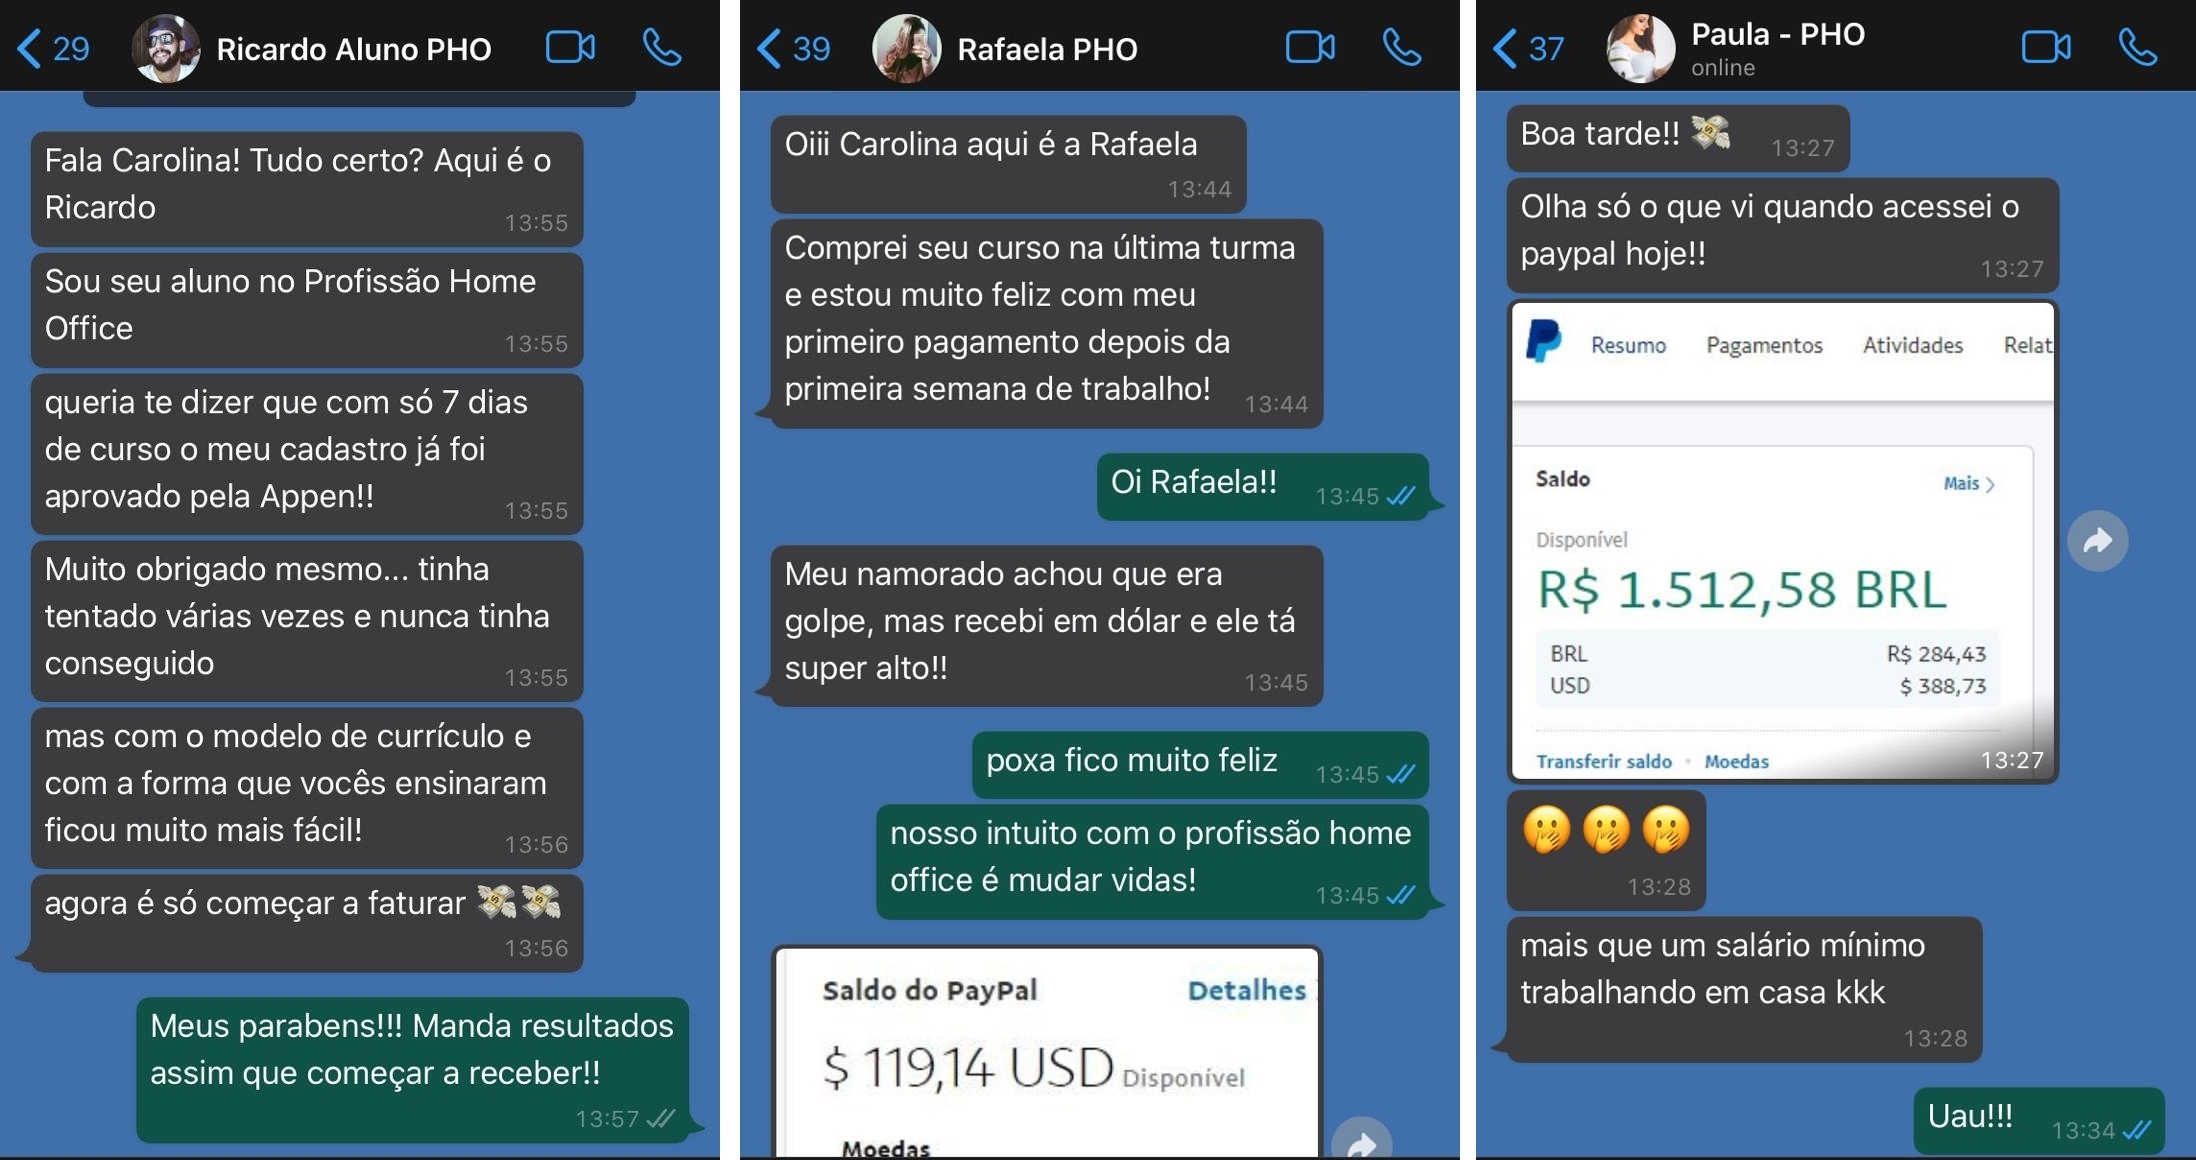 29
Ricardo Aluno PHO
Fala Carolina! Tudo certo? Aqui é o
Ricardo
13:55
Sou seu aluno no Profissão Home
Office
13:55
queria te dizer que com só 7 dias
de curso o meu cadastro já foi
aprovado pela Appen!!
13:55
Muito obrigado mesmo... tinha
tentado várias vezes e nunca tinha
conseguido
13:55
mas com o modelo de currículo e
com a forma que vocês ensinaram
ficou muito mais fácil!
13:56
agora é só começar a faturar 💸💸
13:56
Meus parabens!!! Manda resultados
assim que começar a receber!!
13:57
39
Rafaela PHO
Oiii Carolina aqui é a Rafaela
13:44
Comprei seu curso na última turma
e estou muito feliz com meu
primeiro pagamento depois da
primeira semana de trabalho!
13:44
Oi Rafaela!!
13:45
Meu namorado achou que era
golpe, mas recebi em dólar e ele tá
super alto!!
13:45
poxa fico muito feliz
13:45
nosso intuito com o profissão home
office é mudar vidas!
13:45
Saldo do PayPal Detalhes
$ 119,14 USD Disponível
Moedas
37
Paula - PHO
online
Boa tarde!! 💸
13:27
Olha só o que vi quando acessei o
paypal hoje!!
13:27
Resumo Pagamentos Atividades Relat
Saldo Mais
Disponível
R$ 1.512,58 BRL
BRL R$ 284,43
USD $ 388,73
Transferir saldo • Moedas
13:27
🤭🤭🤭
13:28
mais que um salário mínimo
trabalhando em casa kkk
13:28
Uau!!!
13:34